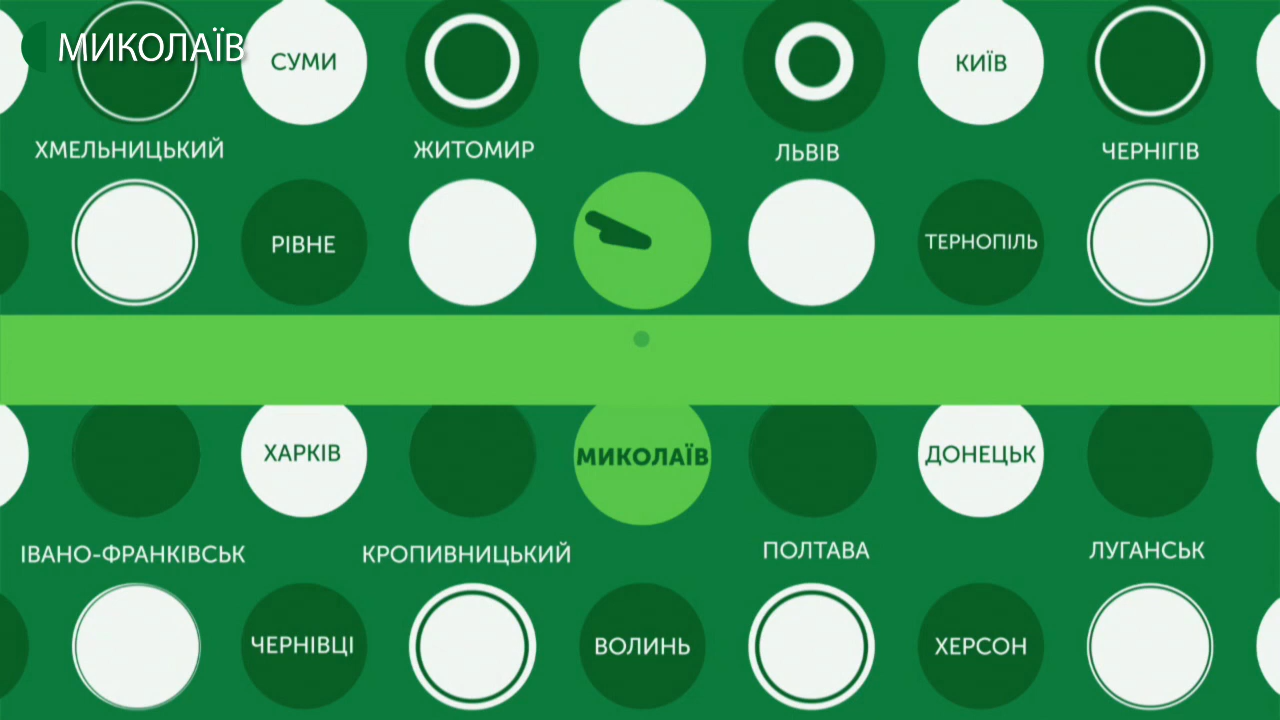 МИКОЛАЇВ
СУМИ
КИЇВ
ХМЕЛЬНИЦЬКИЙ
ЖИТОМИР
ЛЬВІВ
ЧЕРНІГІВ
РІВНЕ
ТЕРНОПІЛЬ
ХАРКІВ
МИКОЛАЇВ
ДОНЕЦЬК
ІВАНО-ФРАНКІВСЬК
КРОПИВНИЦЬКИЙ
ПОЛТАВА
ЛУГАНСЬК
ЧЕРНІВЦІ
ВОЛИНЬ
ХЕРСОН